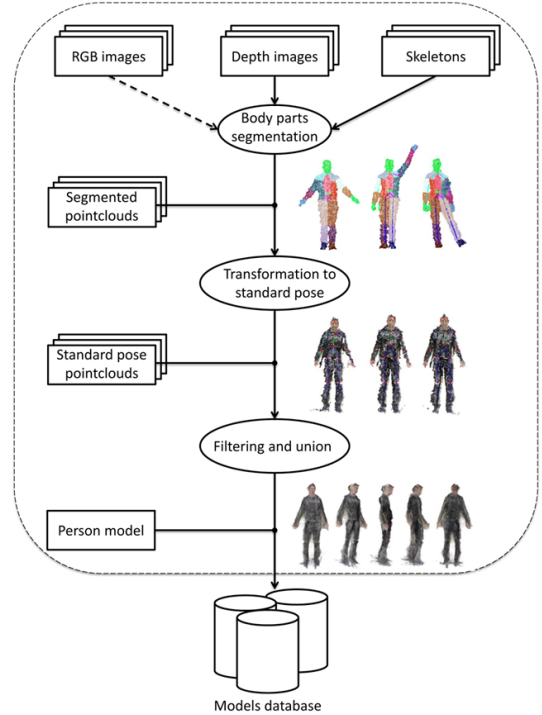 RGB images
Depth images
Skeletons
Body parts
segmentation
Segmented
pointclouds
Transformation to
standard pose
Standard pose
pointclouds
Filtering and union
Person model
Models database